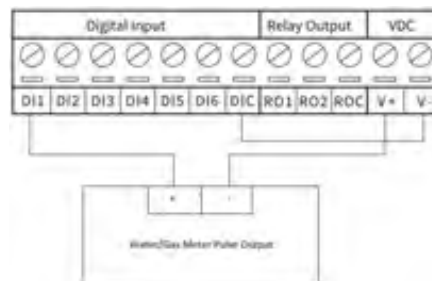 Digital Input Relay Output VDC
DI1 DI2 DI3 DI4 DI5 DI6 DIC RO1 RO2 ROC V+ V-
+ -
Water/Gas Meter Pulse Output